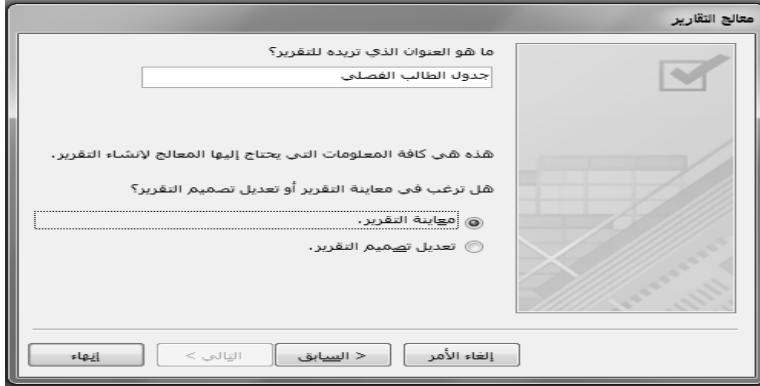 معالج التقارير
ما هو العنوان الذي تريده للتقرير؟
جدول الطالب الفصلي
هذه هي كافة المعلومات التي يحتاج إليها المعالج لإنشاء التقرير.
هل ترغب في معاينة التقرير أو تعديل تصميم التقرير؟
معاينة التقرير.
تعديل تصميم التقرير.
إلغاء الأمر
< السابق
التالي >
إنهاء